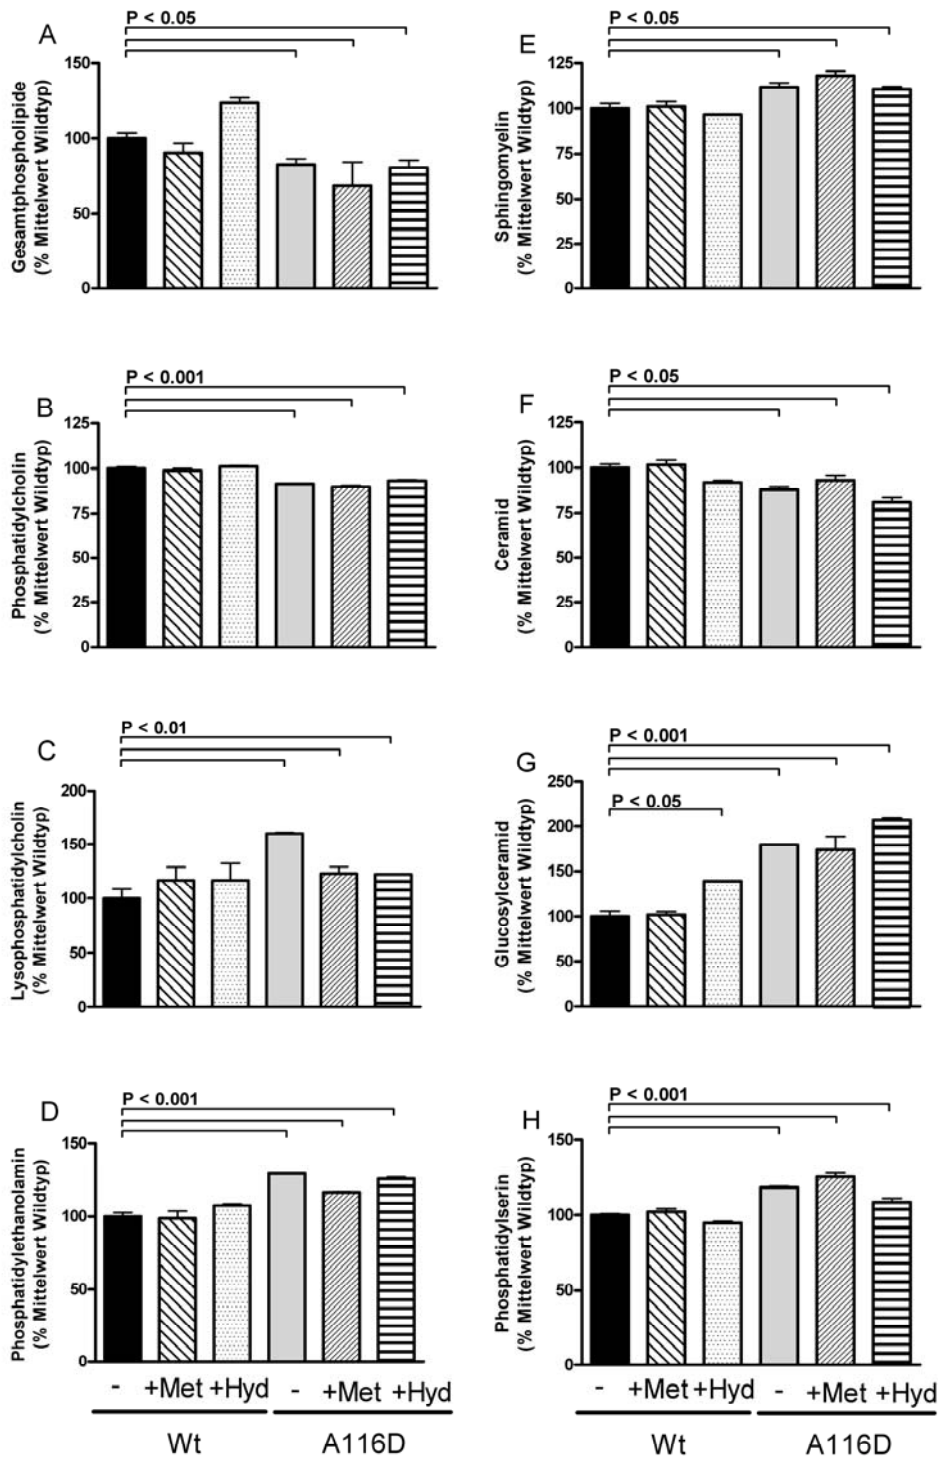 A
P < 0.05
Gesamtphospholipide
(% Mittelwert Wildtyp)
150
100
50
0
B
P < 0.001
Phosphatidylcholin
(% Mittelwert Wildtyp)
125
100
75
50
25
0
C
P < 0.01
Lysophosphatidylcholin
(% Mittelwert Wildtyp)
200
150
100
50
0
D
P < 0.001
Phosphatidylethanolamin
(% Mittelwert Wildtyp)
150
100
50
0
- +Met +Hyd - +Met +Hyd
Wt A116D
E
P < 0.05
Sphingomyelin
(% Mittelwert Wildtyp)
125
100
75
50
25
0
F
P < 0.05
Ceramid
(% Mittelwert Wildtyp)
125
100
75
50
25
0
G
P < 0.001
P < 0.05
Glucosylceramid
(% Mittelwert Wildtyp)
250
200
150
100
50
0
H
P < 0.001
Phosphatidylserin
(% Mittelwert Wildtyp)
150
100
50
0
- +Met +Hyd - +Met +Hyd
Wt A116D